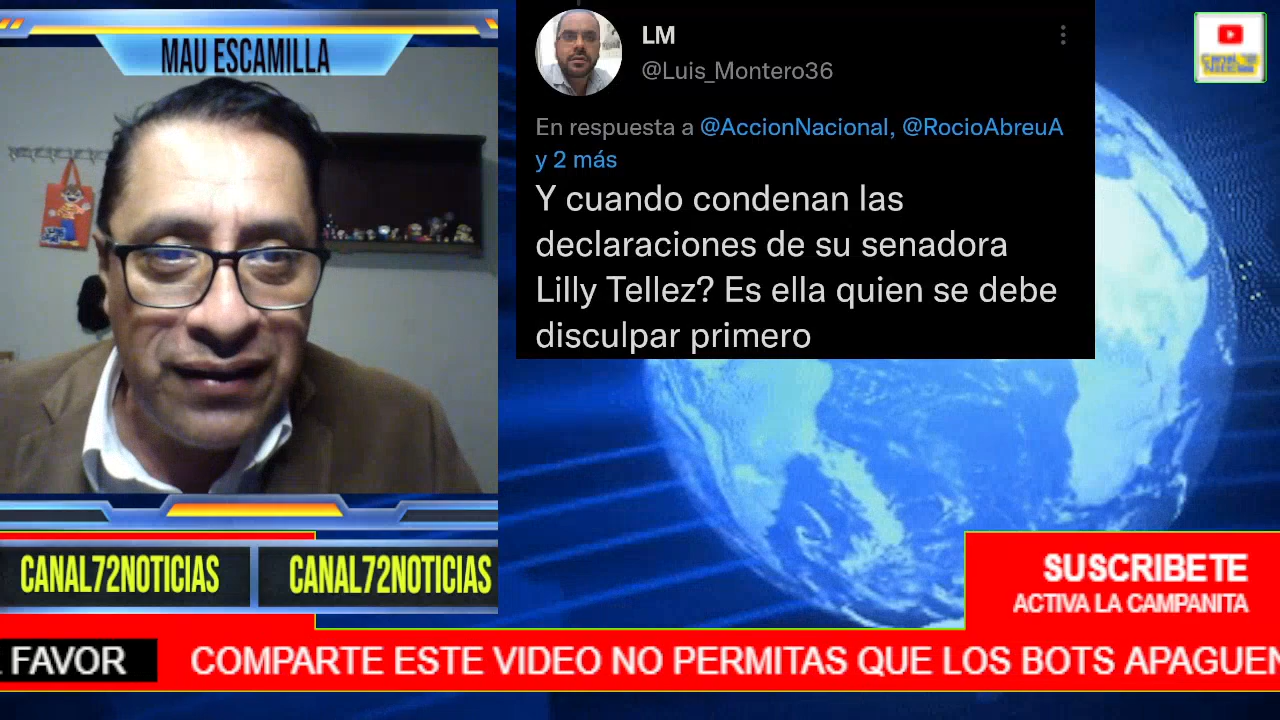 MAU ESCAMILLA
LM
@Luis_Montero36
En respuesta a @AccionNacional, @RocioAbreuA
y 2 más
Y cuando condenan las
declaraciones de su senadora
Lilly Tellez? Es ella quien se debe
disculpar primero
CANAL72NOTICIAS
CANAL72NOTICIAS
SUSCRIBETE
ACTIVA LA CAMPANITA
FAVOR COMPARTE ESTE VIDEO NO PERMITAS QUE LOS BOTS APAGUEN